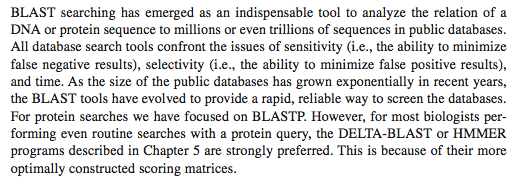 BLAST searching has emerged as an indispensable tool to analyze the relation of a
DNA or protein sequence to millions or even trillions of sequences in public databases.
All database search tools confront the issues of sensitivity (i.e., the ability to minimize
false negative results), selectivity (i.e., the ability to minimize false positive results),
and time. As the size of the public databases has grown exponentially in recent years,
the BLAST tools have evolved to provide a rapid, reliable way to screen the databases.
For protein searches we have focused on BLASTP. However, for most biologists per-
forming even routine searches with a protein query, the DELTA-BLAST or HMMER
programs described in Chapter 5 are strongly preferred. This is because of their more
optimally constructed scoring matrices.